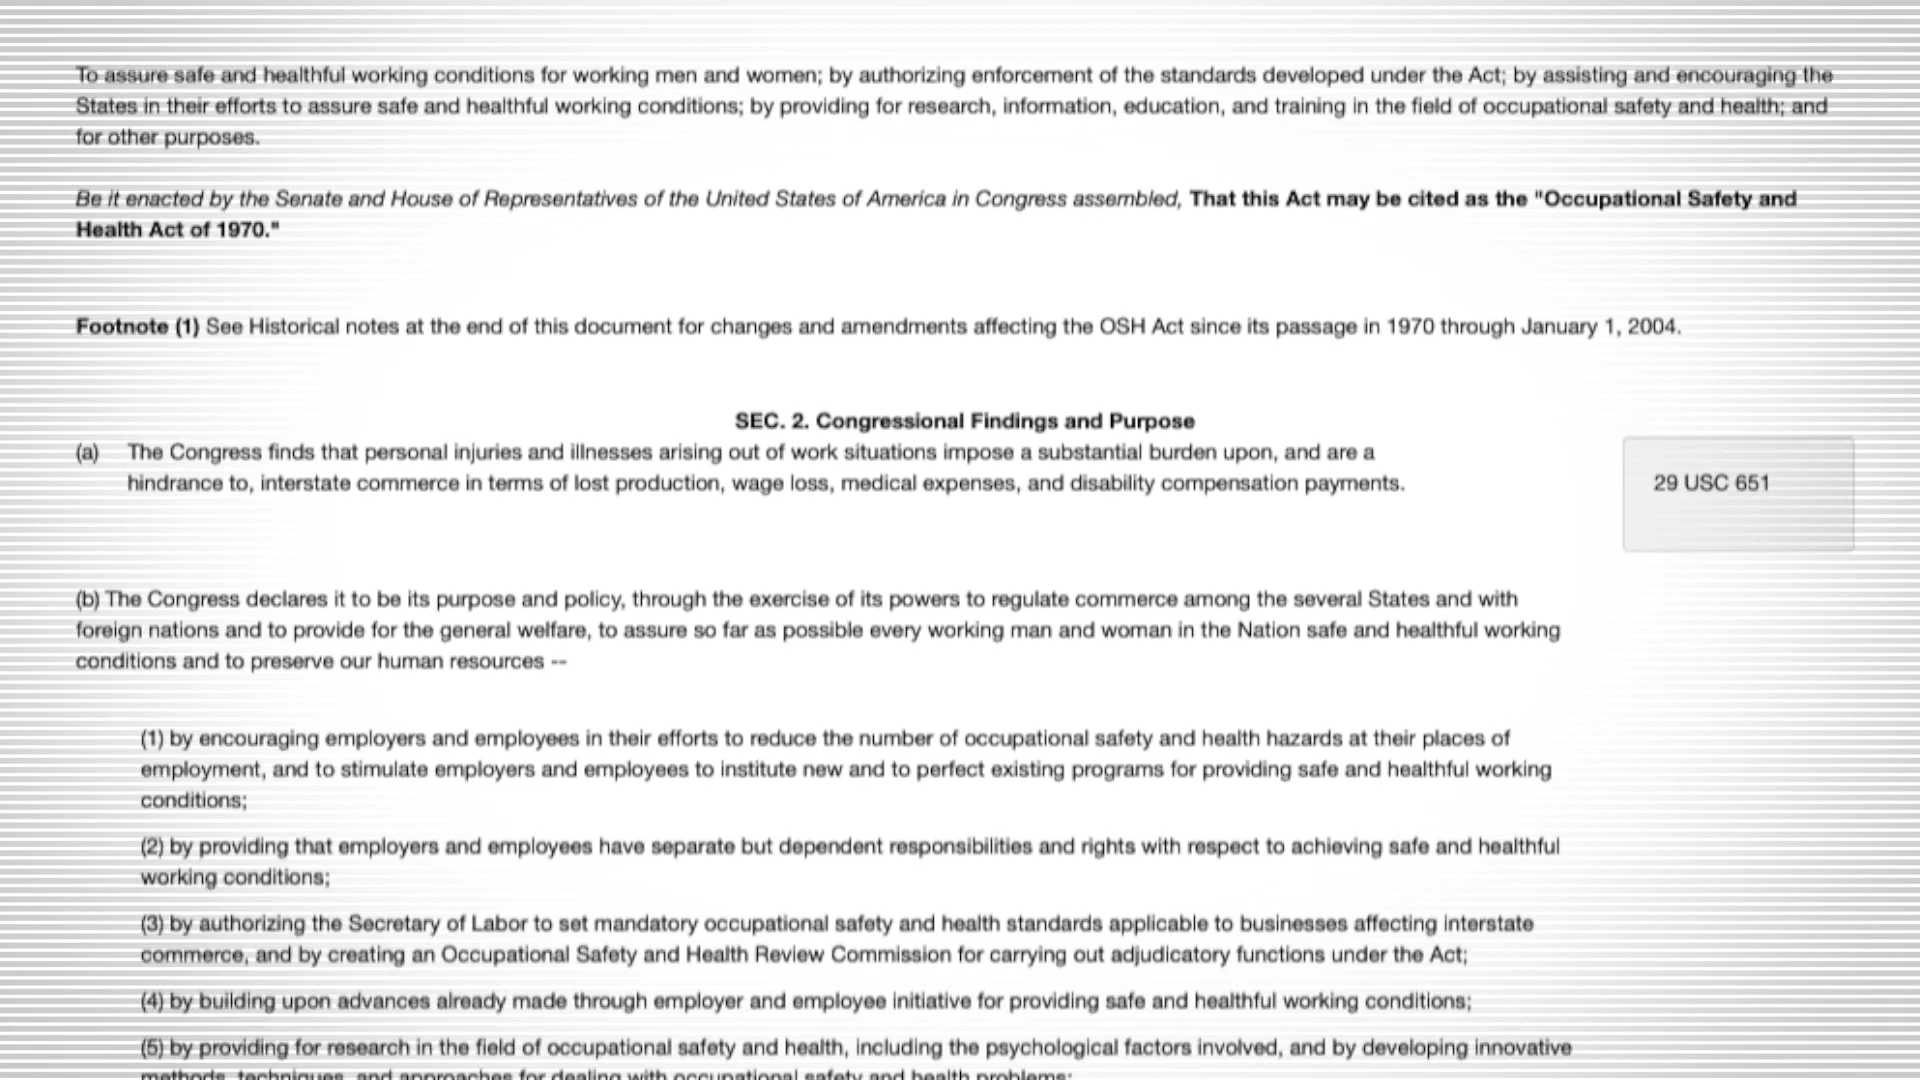 To assure safe and healthful working conditions for working men and women; by authorizing enforcement of the standards developed under the Act; by assisting and encouraging the
States in their efforts to assure safe and healthful working conditions; by providing for research, information, education, and training in the field of occupational safety and health; and
for other purposes.
Be it enacted by the Senate and House of Representatives of the United States of America in Congress assembled, That this Act may be cited as the "Occupational Safety and
Health Act of 1970."
Footnote (1) See Historical notes at the end of this document for changes and amendments affecting the OSH Act since its passage in 1970 through January 1, 2004.
SEC. 2. Congressional Findings and Purpose
(a) The Congress finds that personal injuries and illnesses arising out of work situations impose a substantial burden upon, and are a
hindrance to, interstate commerce in terms of lost production, wage loss, medical expenses, and disability compensation payments.
29 USC 651
(b) The Congress declares it to be its purpose and policy, through the exercise of its powers to regulate commerce among the several States and with
foreign nations and to provide for the general welfare, to assure so far as possible every working man and woman in the Nation safe and healthful working
conditions and to preserve our human resources --
(1) by encouraging employers and employees in their efforts to reduce the number of occupational safety and health hazards at their places of
employment, and to stimulate employers and employees to institute new and to perfect existing programs for providing safe and healthful working
conditions;
(2) by providing that employers and employees have separate but dependent responsibilities and rights with respect to achieving safe and healthful
working conditions;
(3) by authorizing the Secretary of Labor to set mandatory occupational safety and health standards applicable to businesses affecting interstate
commerce, and by creating an Occupational Safety and Health Review Commission for carrying out adjudicatory functions under the Act;
(4) by building upon advances already made through employer and employee initiative for providing safe and healthful working conditions;
(5) by providing for research in the field of occupational safety and health, including the psychological factors involved, and by developing innovative
methods, techniques, and approaches for dealing with occupational safety and health problems;